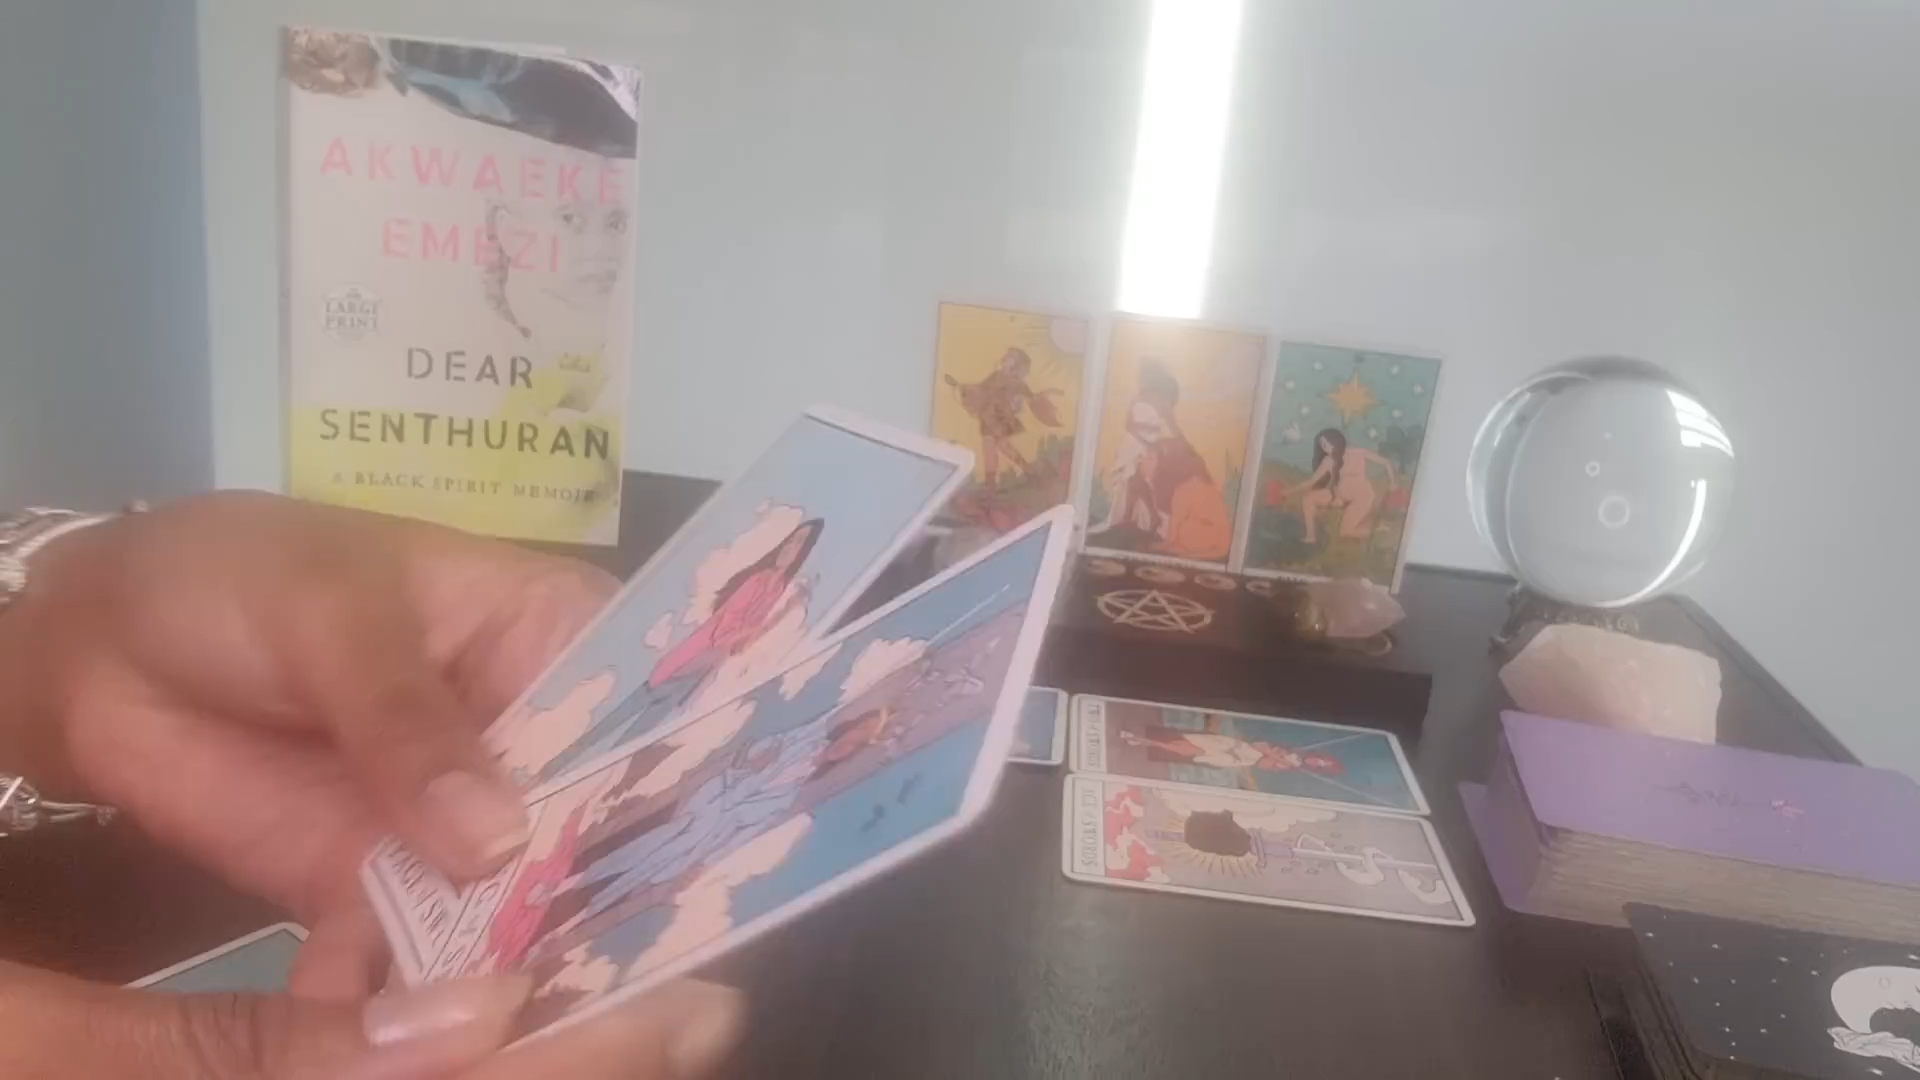 AKWAEKE
EMEZI
LARGE
PRINT
DEAR
SENTHURAN
A BLACK SPIRIT MEMOIR
ACE of SWORDS